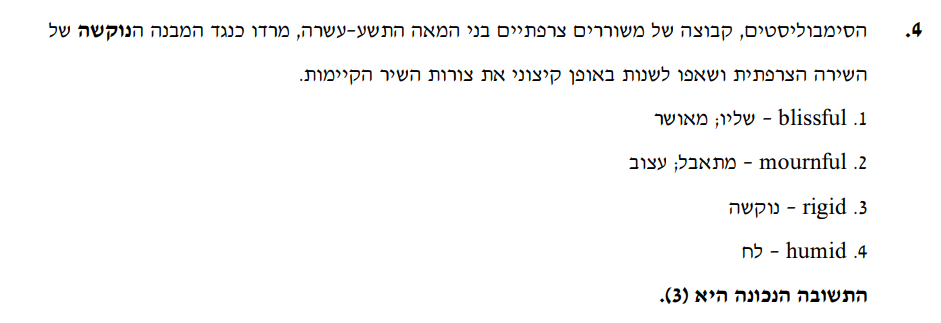 4. הסימבוליסטים, קבוצה של משוררים צרפתיים בני המאה התשע-עשרה, מרדו כנגד המבנה הנוקשה של
השירה הצרפתית ושאפו לשנות באופן קיצוני את צורות השיר הקיימות.
1. blissful – שליו; מאושר
2. mournful – מתאבל; עצוב
3. rigid – נוקשה
4. humid – לח
התשובה הנכונה היא (3).